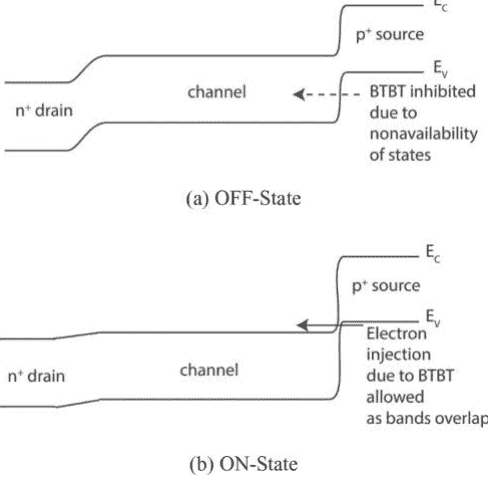 E_c
p⁺ source
E_v
channel
BTBT inhibited
n⁺ drain
due to
nonavailability
of states
(a) OFF-State
E_c
p⁺ source
E_v
Electron
injection
n⁺ drain
channel
due to BTBT
allowed
as bands overlap
(b) ON-State